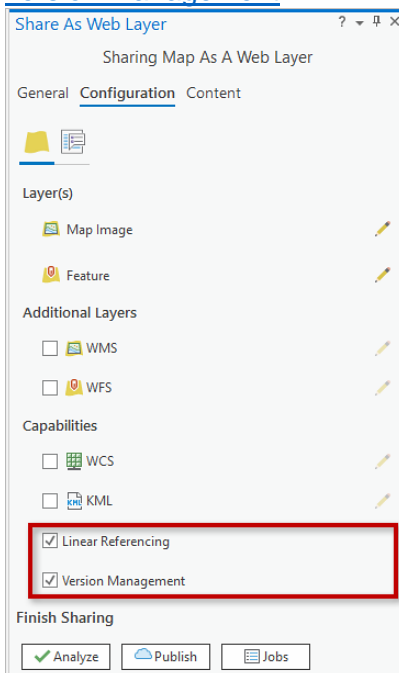 Share As Web Layer
Sharing Map As A Web Layer
General Configuration Content
Layer(s)
Map Image
Feature
Additional Layers
WMS
WFS
Capabilities
WCS
KML
Linear Referencing
Version Management
Finish Sharing
Analyze Publish Jobs